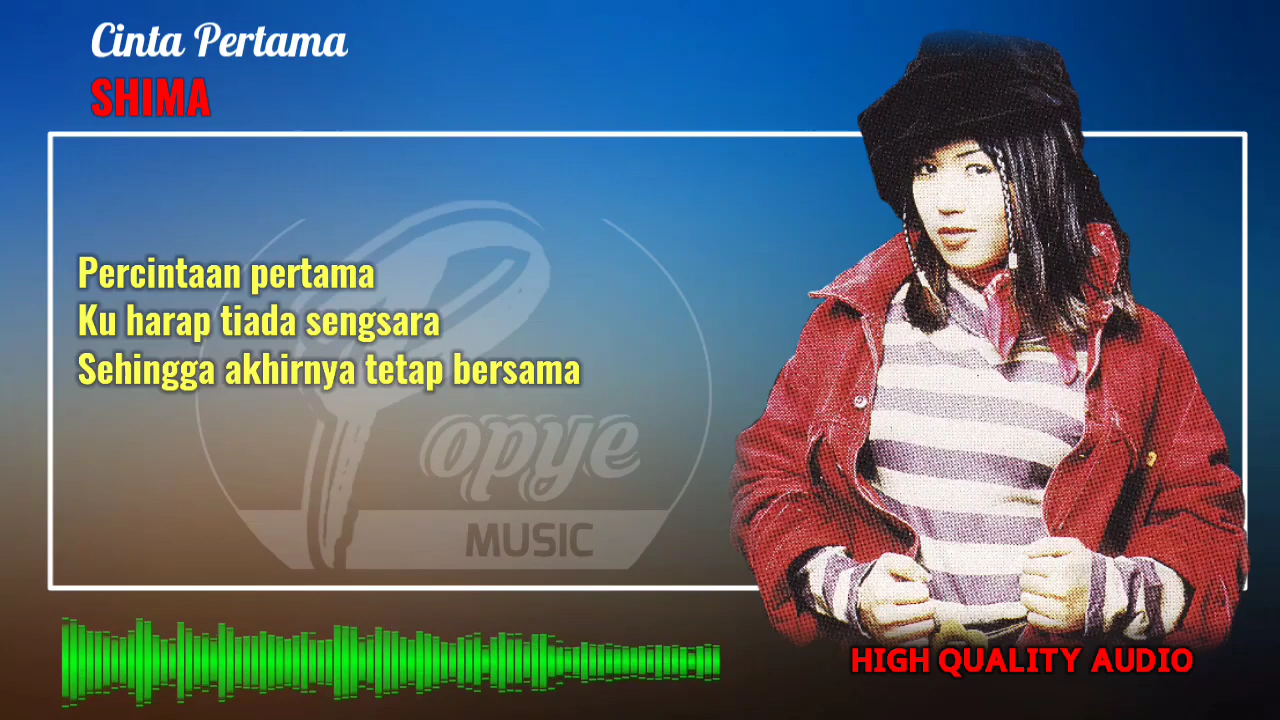 Cinta Pertama
SHIMA
Percintaan pertama
Ku harap tiada sengsara
Sehingga akhirnya tetap bersama
Popye
MUSIC
HIGH QUALITY AUDIO